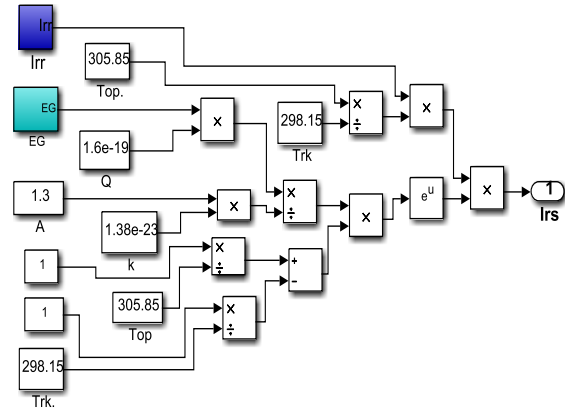 Irr
Irr
305.85
Top.
EG
EG
×
÷
×
298.15
Trk
×
1.6e-19
Q
1.3
A
×
1.38e-23
k
×
÷
×
e^u
×
1
Irs
1
×
÷
+
-
305.85
Top
1
×
÷
298.15
Trk.